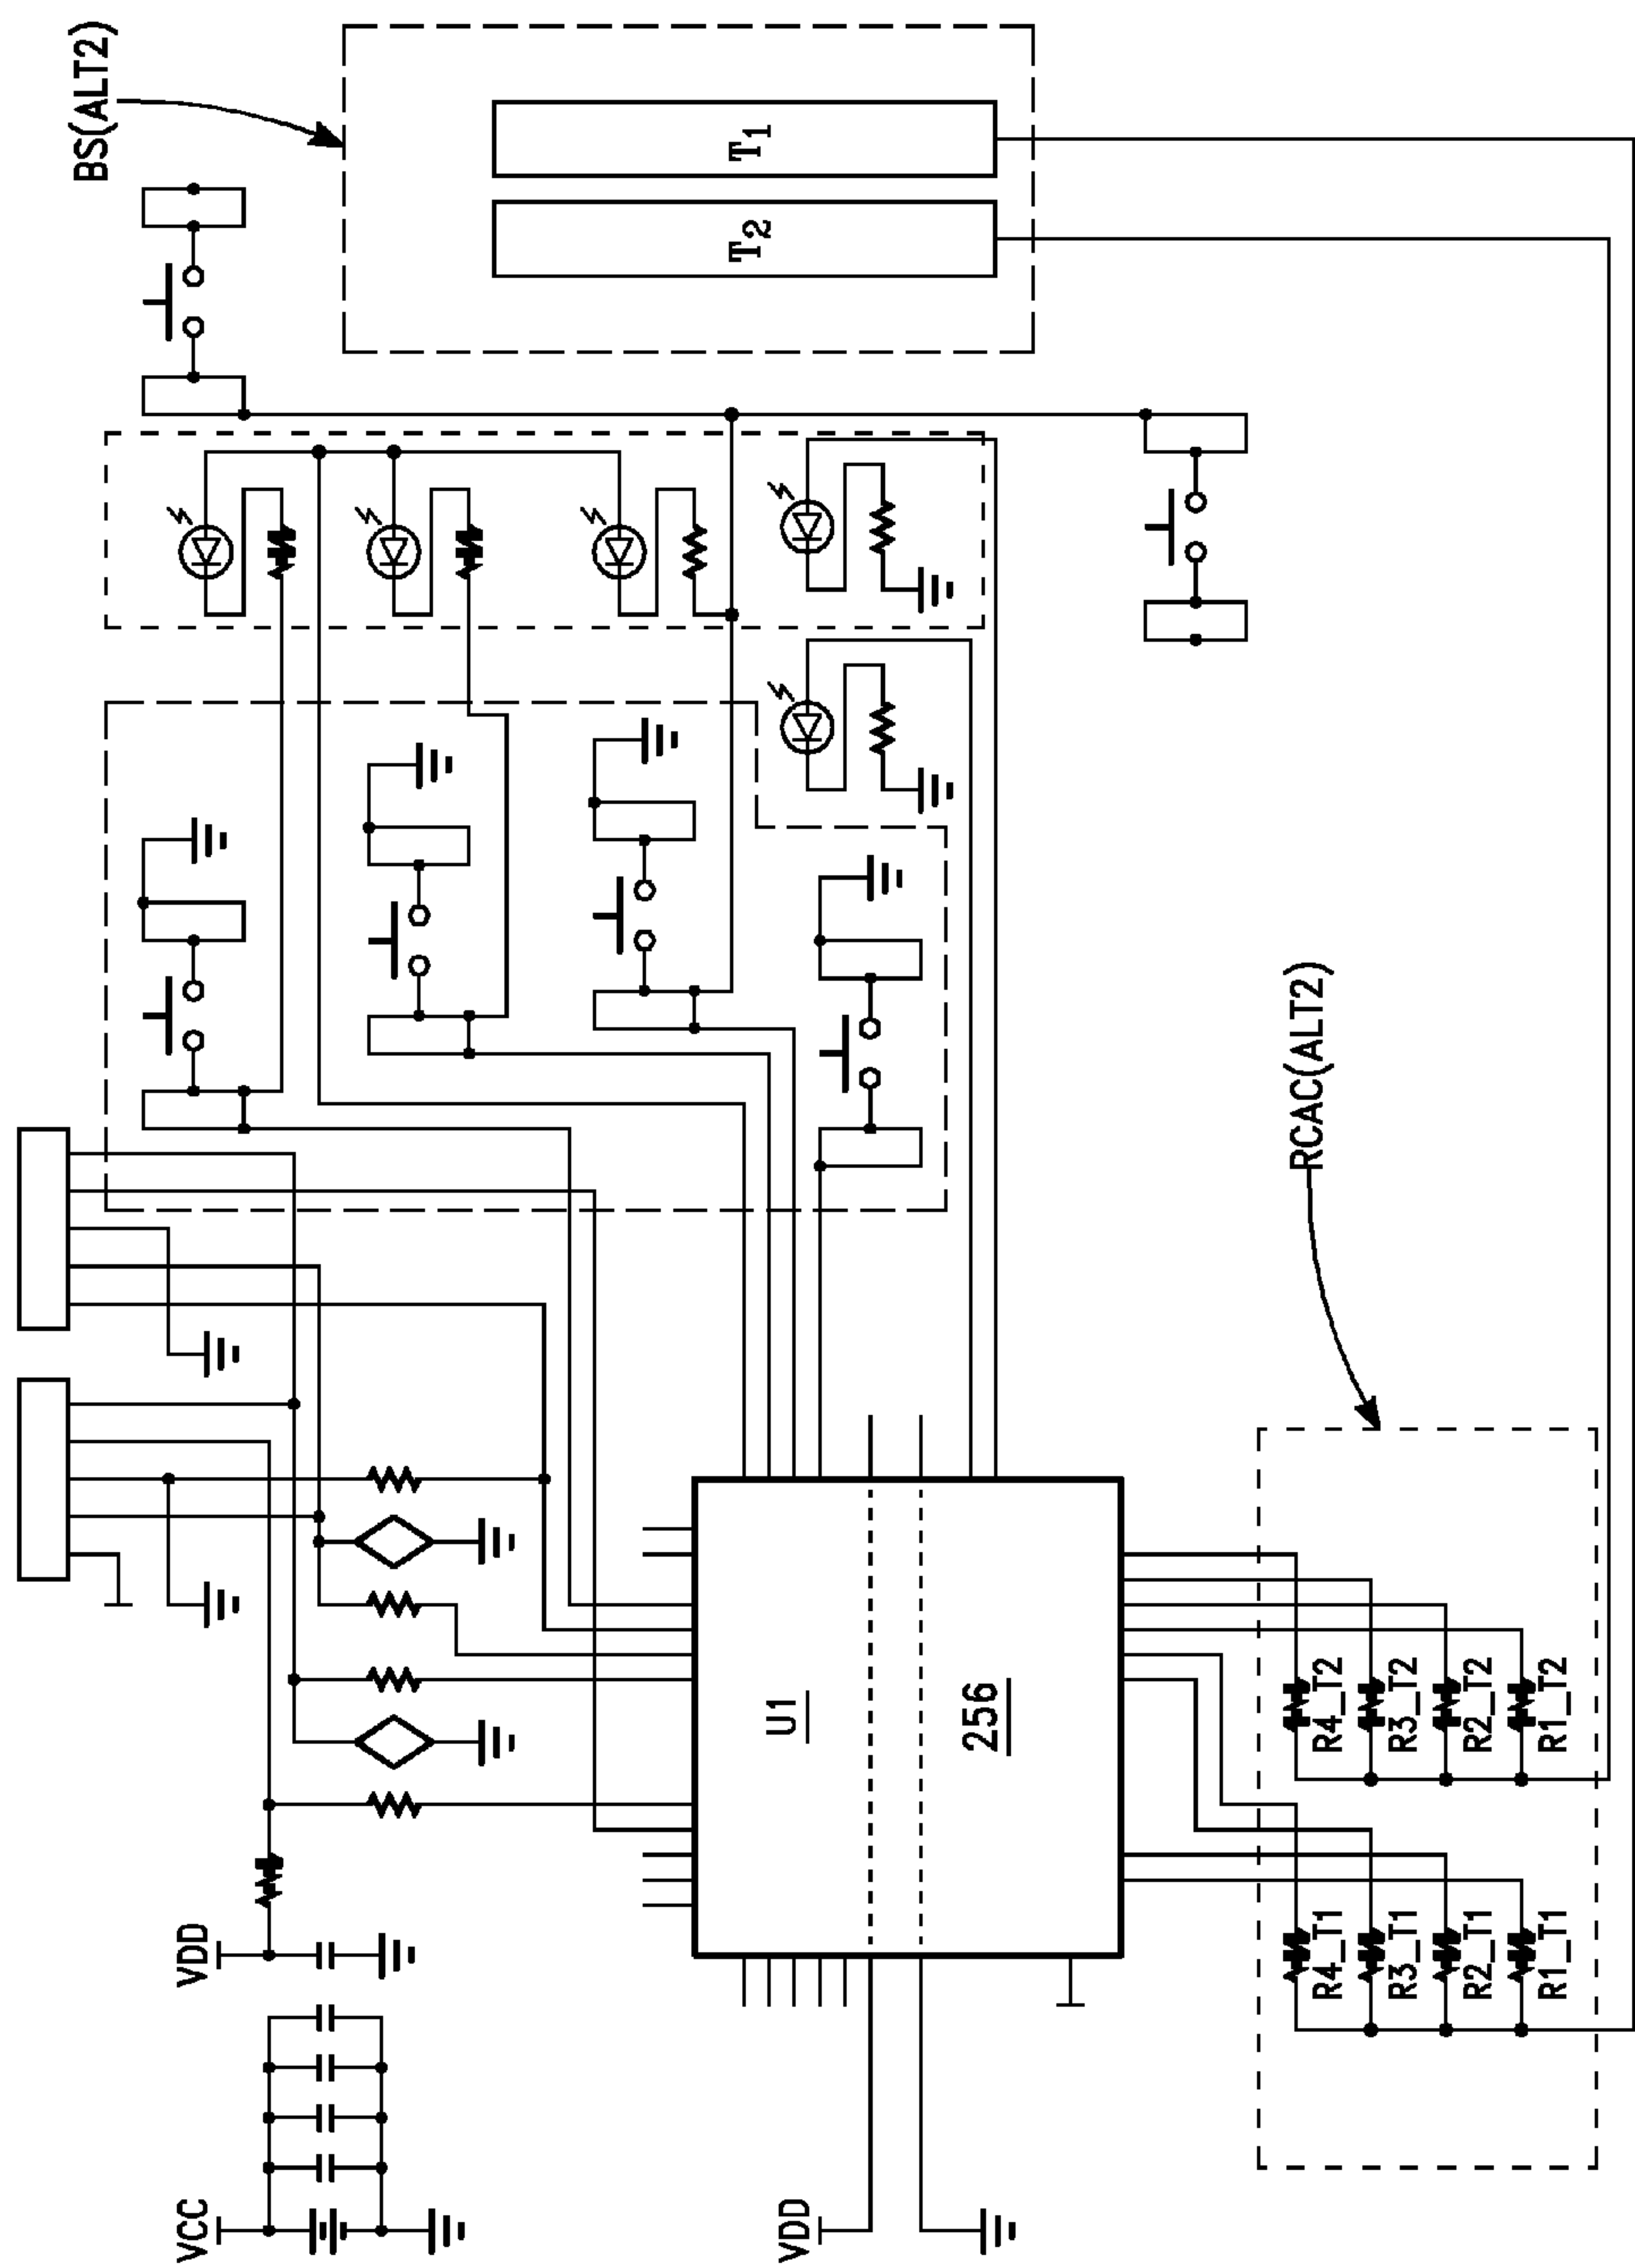 BS(ALT2)
T1
T2
RCAC(ALT2)
U1
256
R4_T2
R3_T2
R2_T2
R1_T2
R4_T1
R3_T1
R2_T1
R1_T1
VDD
VCC
VDD